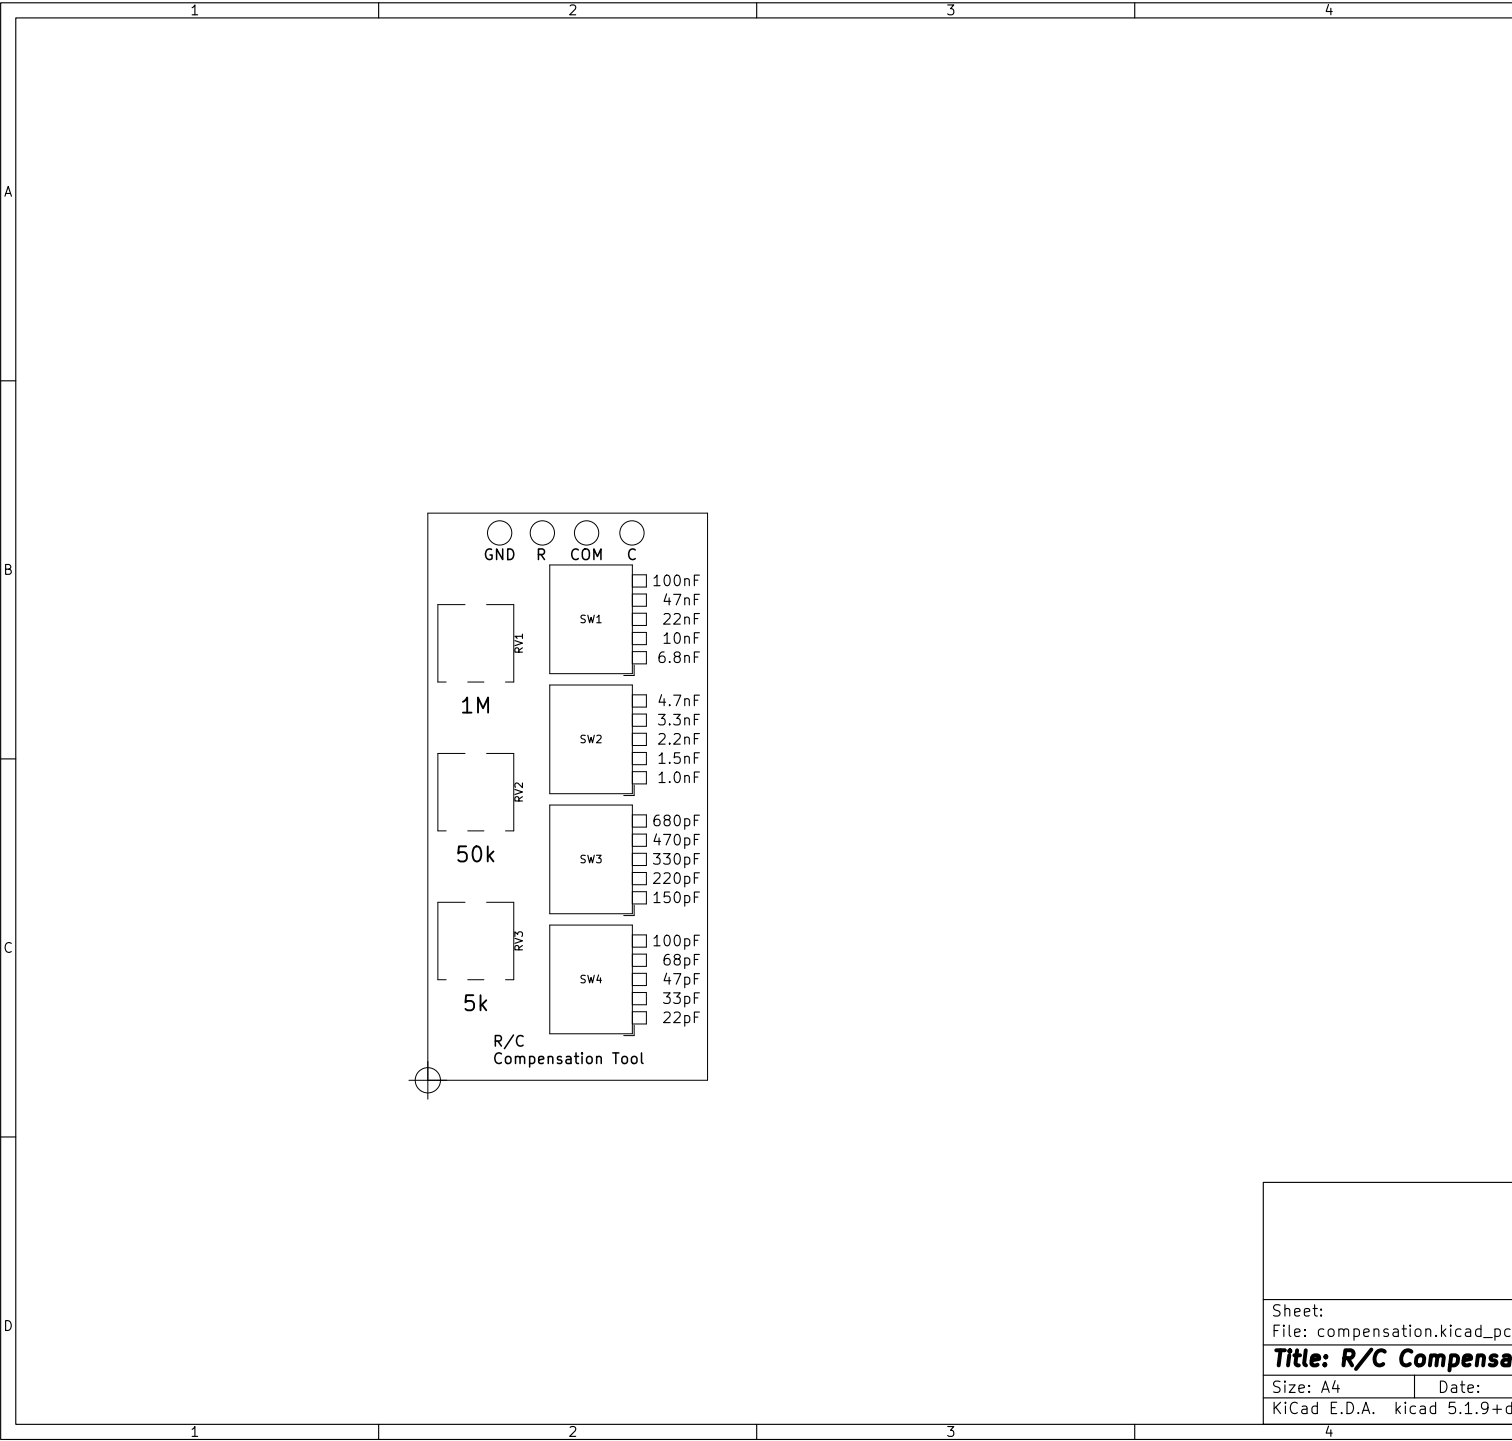 1 2 3 4
A
B
C
D
GND R COM C
SW1
100nF
47nF
22nF
10nF
6.8nF
RV1
1M
SW2
4.7nF
3.3nF
2.2nF
1.5nF
1.0nF
RV2
50k
SW3
680pF
470pF
330pF
220pF
150pF
RV3
5k
SW4
100pF
68pF
47pF
33pF
22pF
R/C
Compensation Tool
Sheet:
File: compensation.kicad_pc
Title: R/C Compensa
Size: A4 Date:
KiCad E.D.A. kicad 5.1.9+d
1 2 3 4